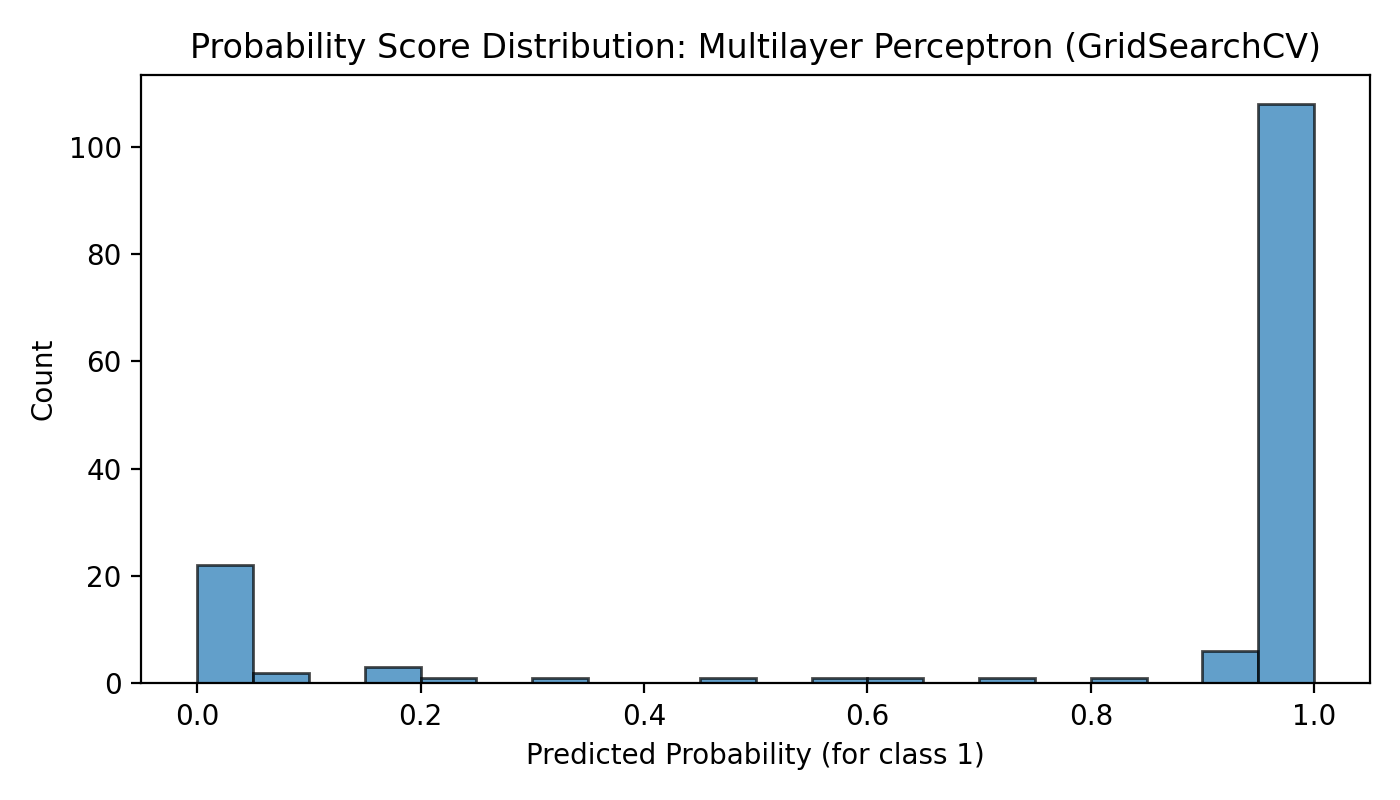 Probability Score Distribution: Multilayer Perceptron (GridSearchCV)
100
80
60
40
20
0
Count
0.0 0.2 0.4 0.6 0.8 1.0
Predicted Probability (for class 1)